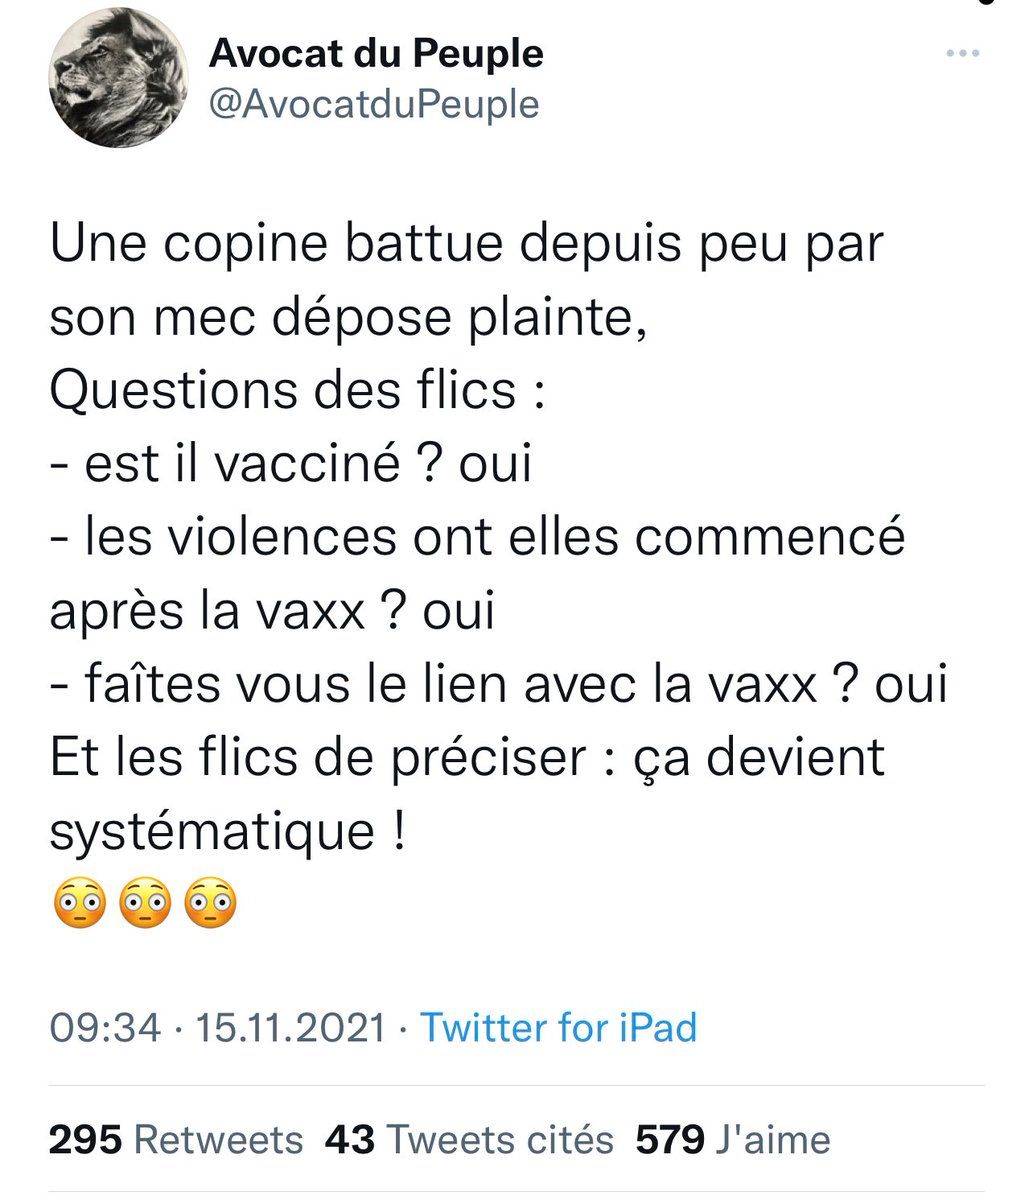 Avocat du Peuple
@AvocatduPeuple
Une copine battue depuis peu par
son mec dépose plainte,
Questions des flics :
- est il vacciné ? oui
- les violences ont elles commencé
après la vaxx ? oui
- faîtes vous le lien avec la vaxx ? oui
Et les flics de préciser : ça devient
systématique !
😳😳😳
09:34 · 15.11.2021 · Twitter for iPad
295 Retweets 43 Tweets cités 579 J'aime